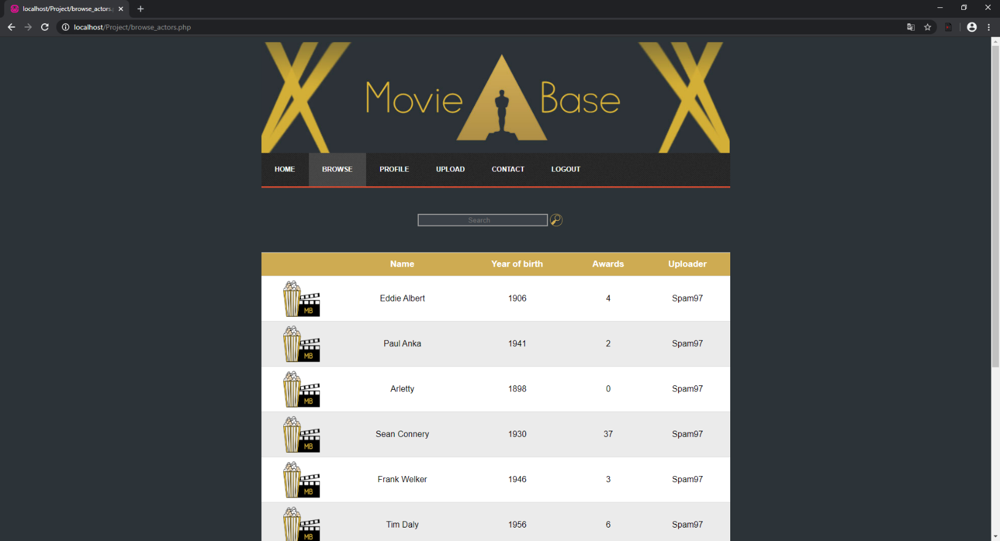 localhost/Project/browse_actors.p
localhost/Project/browse_actors.php
Movie Base
HOME BROWSE PROFILE UPLOAD CONTACT LOGOUT
Search
Name Year of birth Awards Uploader
MB Eddie Albert 1906 4 Spam97
MB Paul Anka 1941 2 Spam97
MB Arletty 1898 0 Spam97
MB Sean Connery 1930 37 Spam97
MB Frank Welker 1946 3 Spam97
MB Tim Daly 1956 6 Spam97